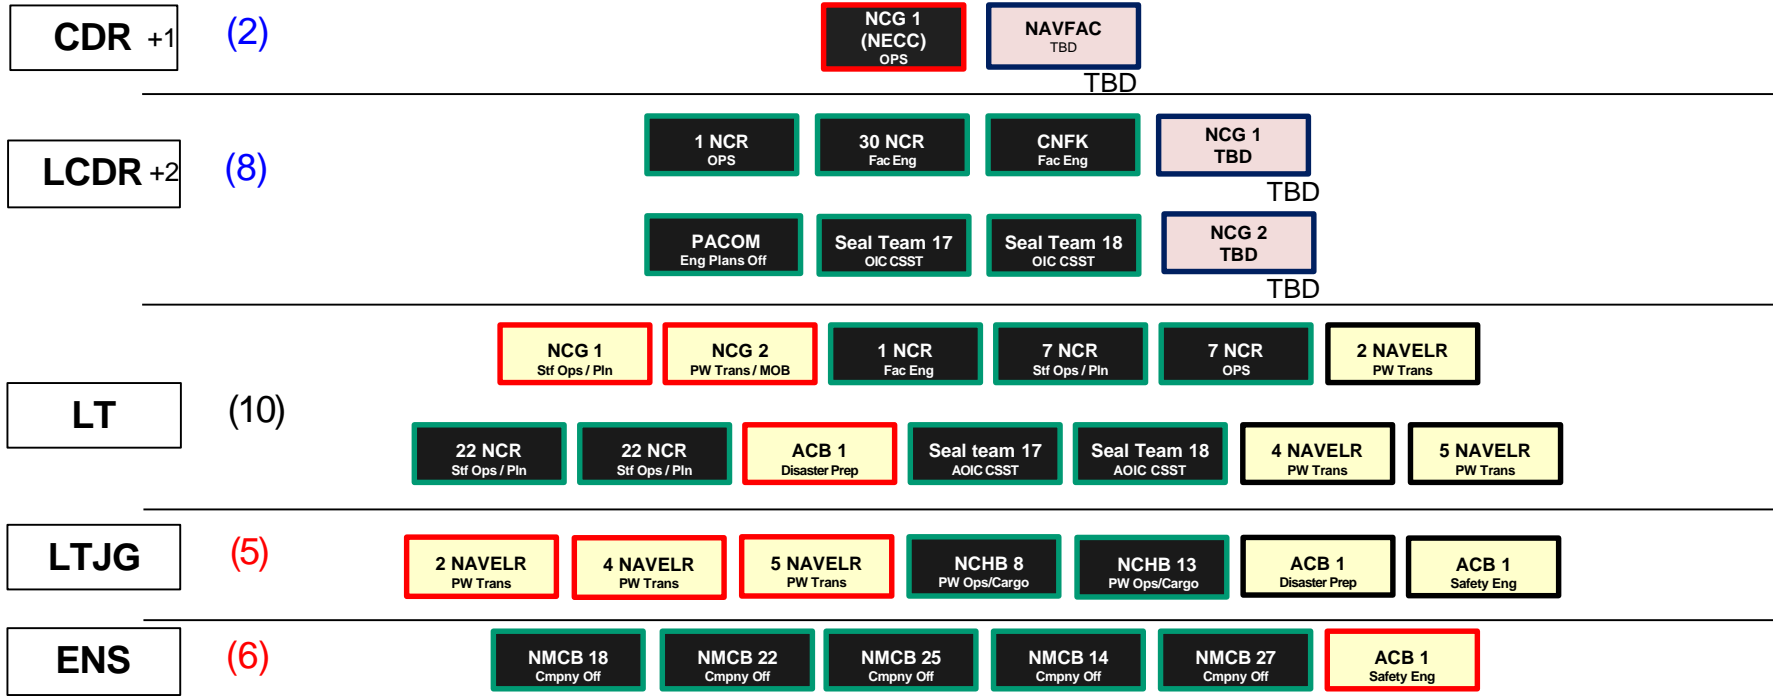 CDR +1
(2)
NCG 1
(NECC)
OPS
NAVFAC
TBD
TBD
LCDR +2
(8)
1 NCR
OPS
30 NCR
Fac Eng
CNFK
Fac Eng
NCG 1
TBD
TBD
PACOM
Eng Plans Off
Seal Team 17
OIC CSST
Seal Team 18
OIC CSST
NCG 2
TBD
TBD
LT
(10)
NCG 1
Stf Ops / Pln
NCG 2
PW Trans / MOB
1 NCR
Fac Eng
7 NCR
Stf Ops / Pln
7 NCR
OPS
2 NAVELR
PW Trans
22 NCR
Stf Ops / Pln
22 NCR
Stf Ops / Pln
ACB 1
Disaster Prep
Seal team 17
AOIC CSST
Seal Team 18
AOIC CSST
4 NAVELR
PW Trans
5 NAVELR
PW Trans
LTJG
(5)
2 NAVELR
PW Trans
4 NAVELR
PW Trans
5 NAVELR
PW Trans
NCHB 8
PW Ops/Cargo
NCHB 13
PW Ops/Cargo
ACB 1
Disaster Prep
ACB 1
Safety Eng
ENS
(6)
NMCB 18
Cmpny Off
NMCB 22
Cmpny Off
NMCB 25
Cmpny Off
NMCB 14
Cmpny Off
NMCB 27
Cmpny Off
ACB 1
Safety Eng